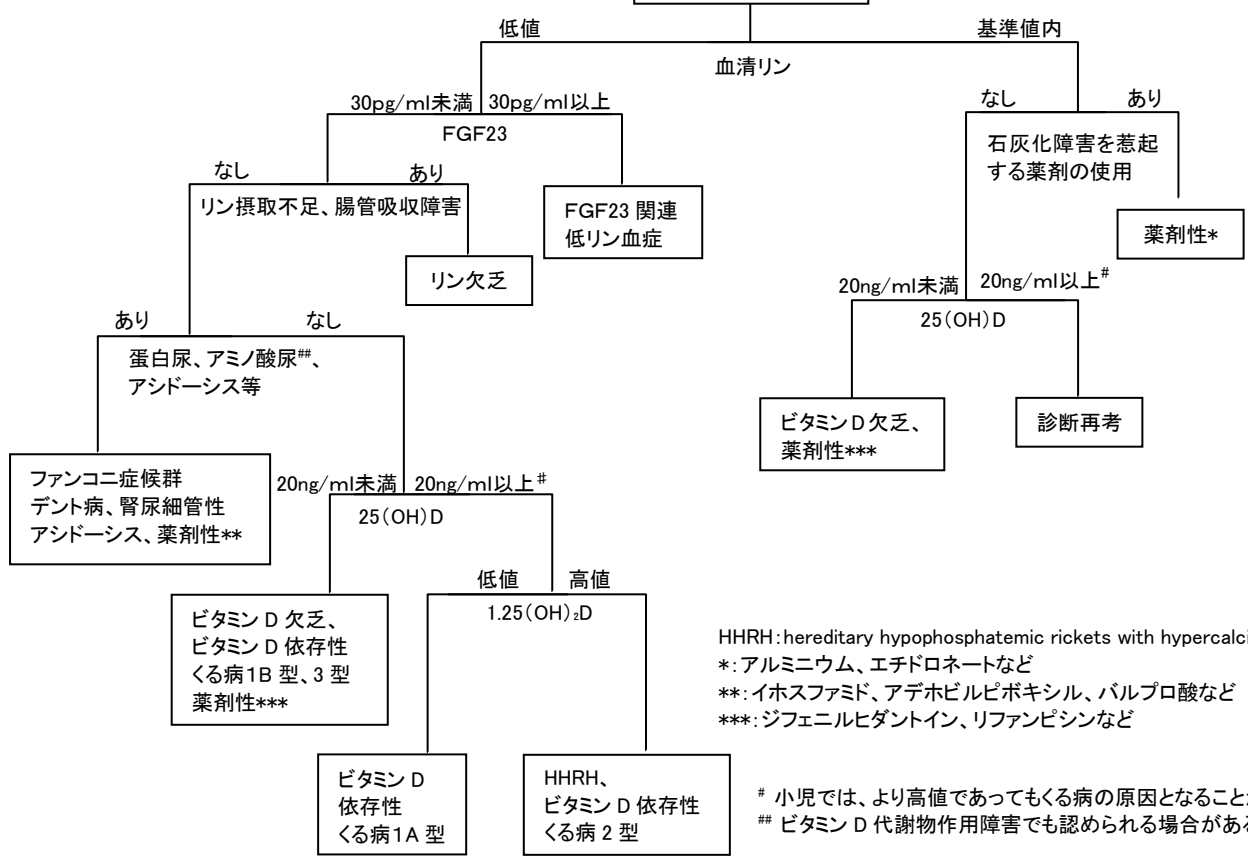 低値
基準値内
血清リン
30pg/ml未満
30pg/ml以上
FGF23
なし
あり
石灰化障害を惹起
する薬剤の使用
なし
あり
リン摂取不足、腸管吸収障害
FGF23 関連
低リン血症
薬剤性*
リン欠乏
20ng/ml未満
20ng/ml以上#
25(OH)D
あり
なし
蛋白尿、アミノ酸尿##、
アシドーシス等
ビタミン D 欠乏、
薬剤性***
診断再考
ファンコニ症候群
デント病、腎尿細管性
アシドーシス、薬剤性**
20ng/ml未満
20ng/ml以上#
25(OH)D
低値
高値
1.25(OH)₂D
ビタミン D 欠乏、
ビタミン D 依存性
くる病1B 型、3 型
薬剤性***
ビタミン D
依存性
くる病1A 型
HHRH、
ビタミン D 依存性
くる病 2 型
HHRH:hereditary hypophosphatemic rickets with
*:アルミニウム、エチドロネートなど
**:イホスファミド、アデホビルピボキシル、バルプロ酸など
***:ジフェニルヒダントイン、リファンピシンなど
# 小児では、より高値であってもくる病の原因となること
## ビタミン D 代謝物作用障害でも認められる場合がある